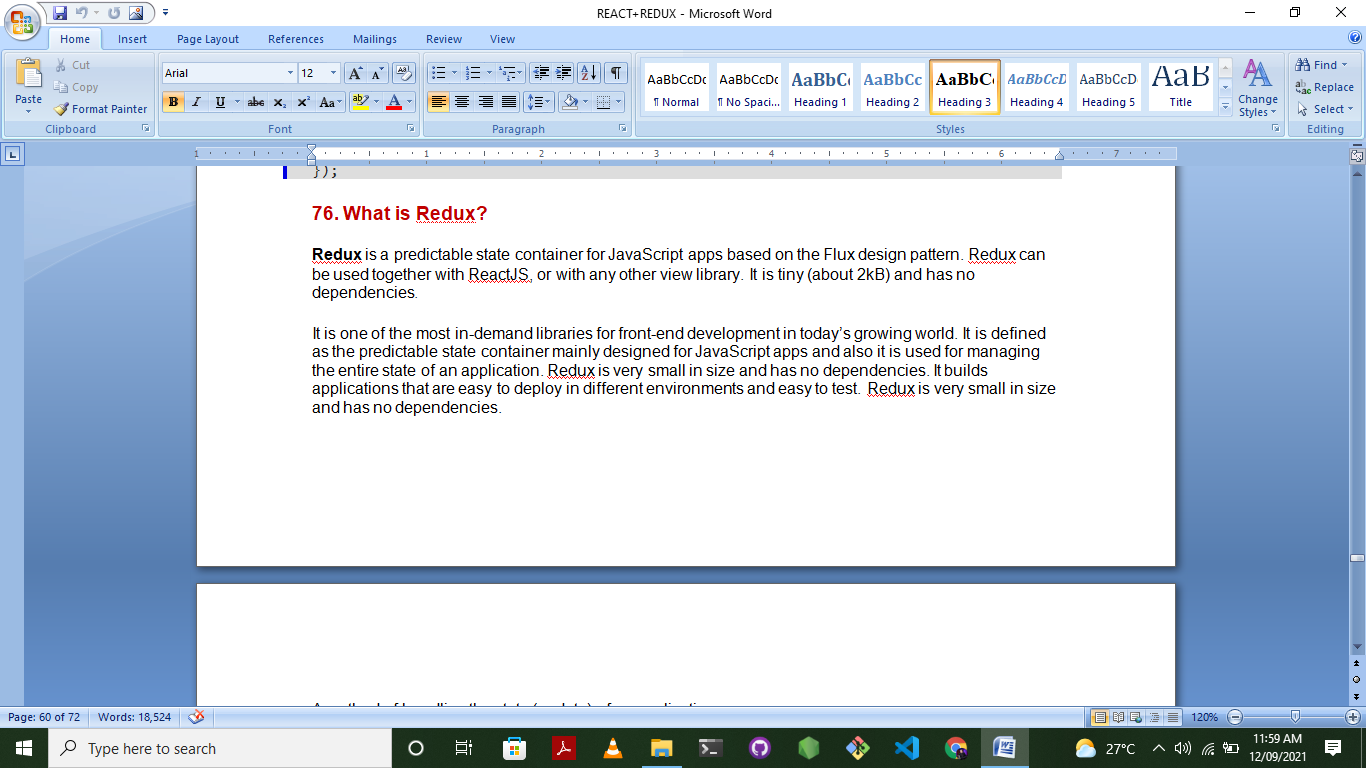 REACT+REDUX - Microsoft Word
Home Insert Page Layout References Mailings Review View
Paste
Cut
Copy
Format Painter
Clipboard
Arial 12
Font
Paragraph
AaBbCcDc AaBbCcDc AaBbC AaBbCc AaBbC AaBbCcD AaBbCcD AaB
¶ Normal ¶ No Spaci... Heading 1 Heading 2 Heading 3 Heading 4 Heading 5 Title
Change Styles
Styles
Find
Replace
Select
Editing
1 1 2 3 4 5 6 7
});
76. What is Redux?
Redux is a predictable state container for JavaScript apps based on the Flux design pattern. Redux can
be used together with ReactJS, or with any other view library. It is tiny (about 2kB) and has no
dependencies.
It is one of the most in-demand libraries for front-end development in today’s growing world. It is defined
as the predictable state container mainly designed for JavaScript apps and also it is used for managing
the entire state of an application. Redux is very small in size and has no dependencies. It builds
applications that are easy to deploy in different environments and easy to test. Redux is very small in size
and has no dependencies.
Page: 60 of 72 Words: 18,524 120%
Type here to search
27°C
11:59 AM
12/09/2021